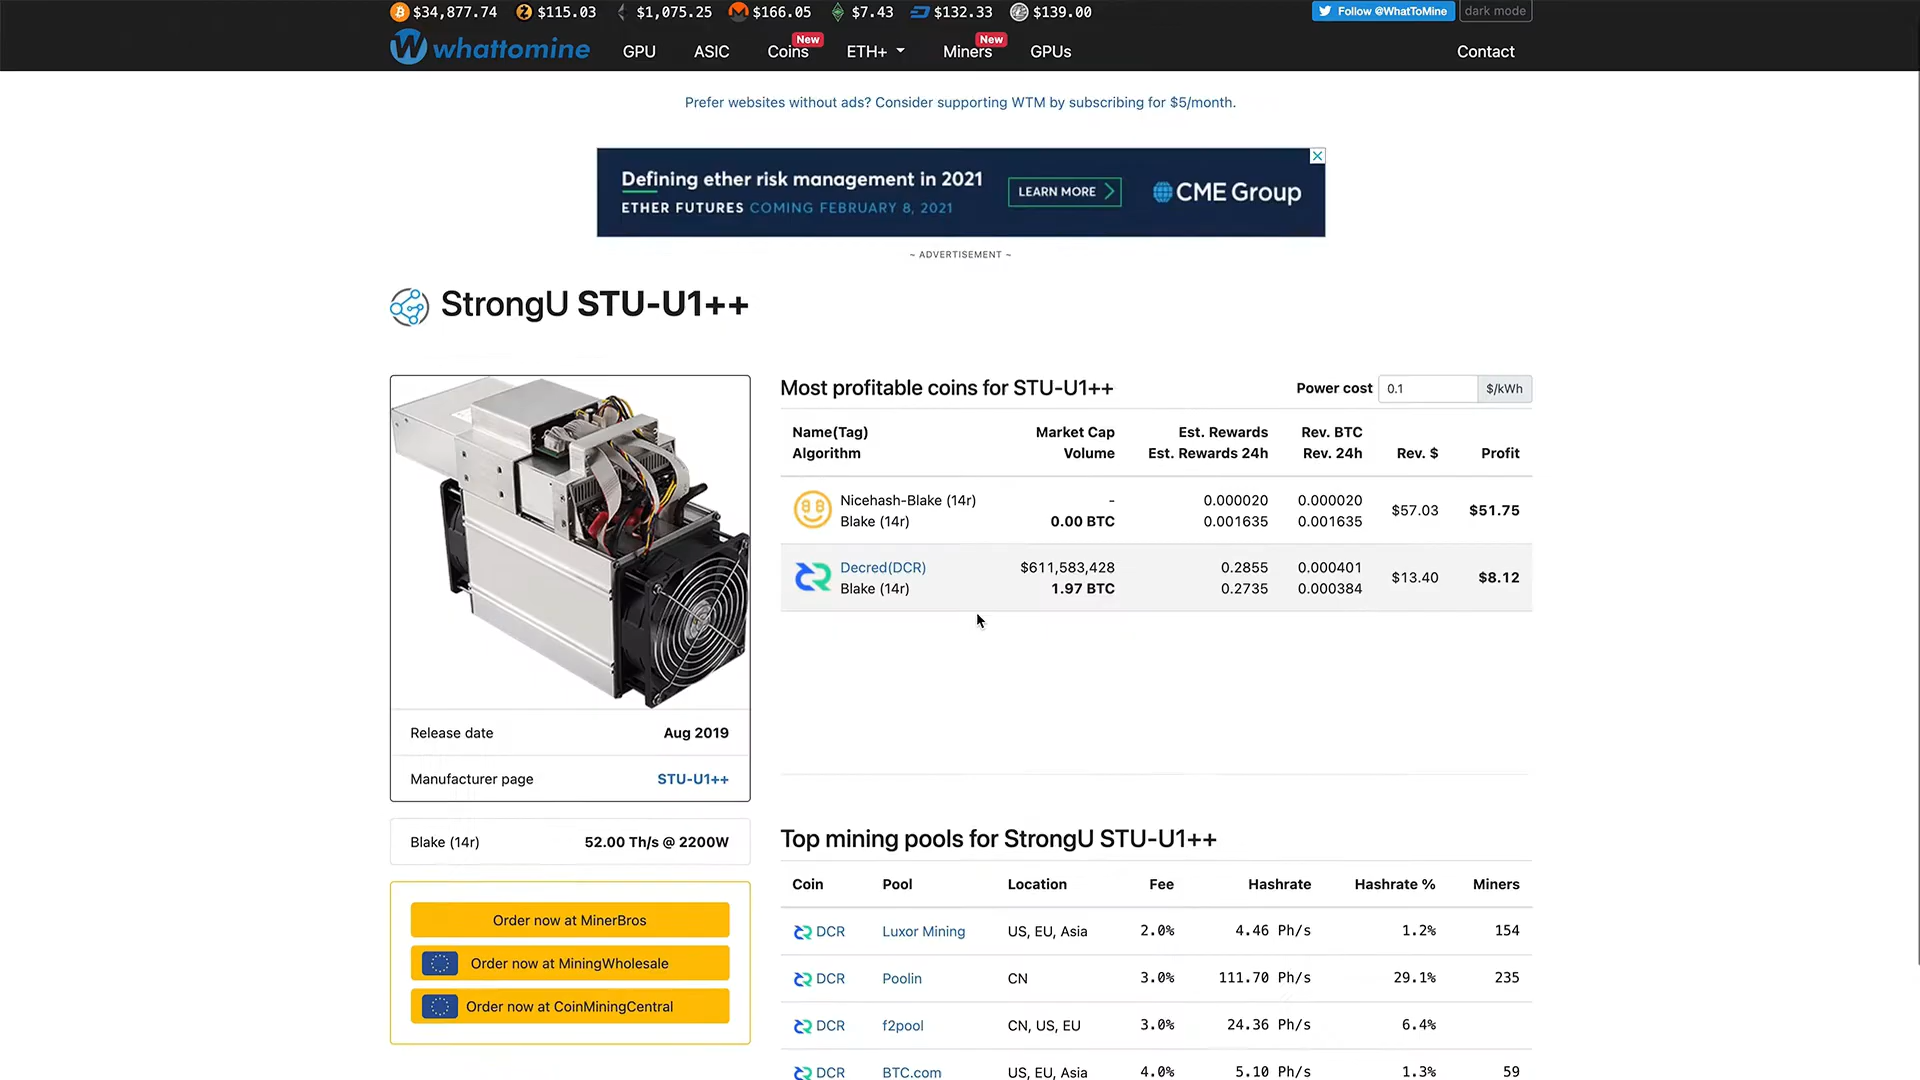 $34,877.74 $115.03 $1,075.25 $166.05 $7.43 $132.33 $139.00 Follow @WhatToMine dark mode
whattomine GPU ASIC Coins New ETH+ Miners New GPUs Contact
Prefer websites without ads? Consider supporting WTM by subscribing for $5/month.
Defining ether risk management in 2021
ETHER FUTURES COMING FEBRUARY 8, 2021
LEARN MORE
CME Group
~ ADVERTISEMENT ~
StrongU STU-U1++
Release date Aug 2019
Manufacturer page STU-U1++
Blake (14r) 52.00 Th/s @ 2200W
Order now at MinerBros
Order now at MiningWholesale
Order now at CoinMiningCentral
Most profitable coins for STU-U1++ Power cost 0.1 $/kWh
Name(Tag) Market Cap Est. Rewards Rev. BTC
Algorithm Volume Est. Rewards 24h Rev. 24h Rev. $ Profit
Nicehash-Blake (14r) - 0.000020 0.000020
Blake (14r) 0.00 BTC 0.001635 0.001635 $57.03 $51.75
Decred(DCR) $611,583,428 0.2855 0.000401
Blake (14r) 1.97 BTC 0.2735 0.000384 $13.40 $8.12
Top mining pools for StrongU STU-U1++
Coin Pool Location Fee Hashrate Hashrate % Miners
DCR Luxor Mining US, EU, Asia 2.0% 4.46 Ph/s 1.2% 154
DCR Poolin CN 3.0% 111.70 Ph/s 29.1% 235
DCR f2pool CN, US, EU 3.0% 24.36 Ph/s 6.4%
DCR BTC.com US, EU, Asia 4.0% 5.10 Ph/s 1.3% 59